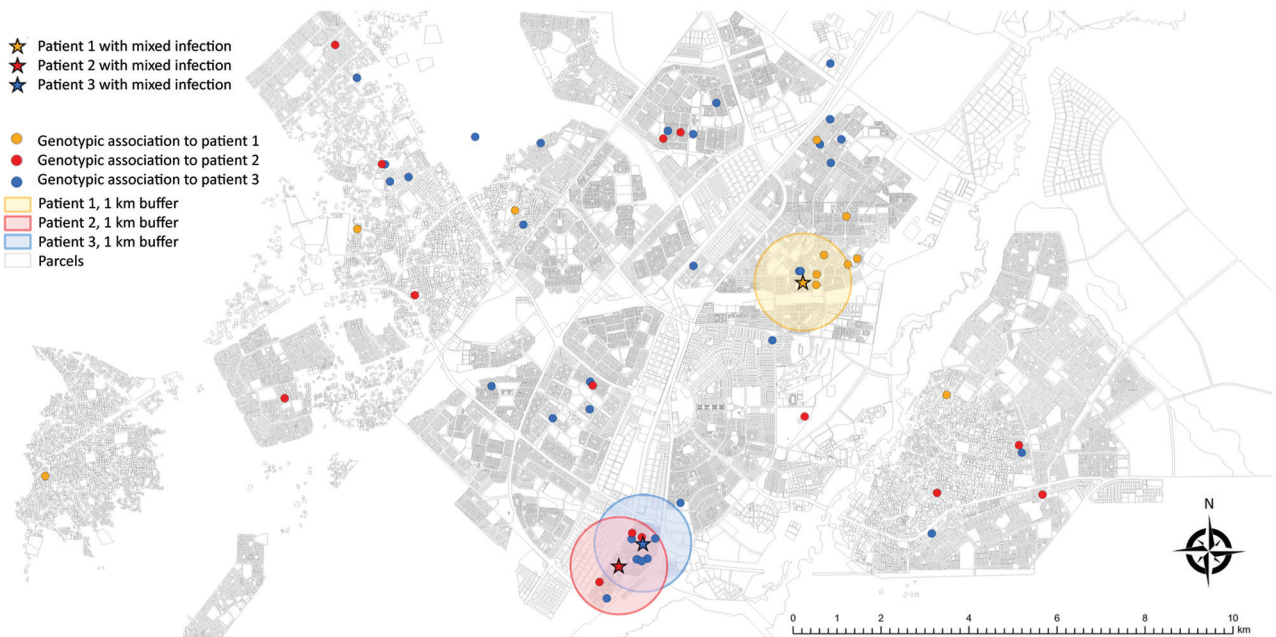 Patient 1 with mixed infection
Patient 2 with mixed infection
Patient 3 with mixed infection
Genotypic association to patient 1
Genotypic association to patient 2
Genotypic association to patient 3
Patient 1, 1 km buffer
Patient 2, 1 km buffer
Patient 3, 1 km buffer
Parcels
N
0 2 4 6 8 10
km